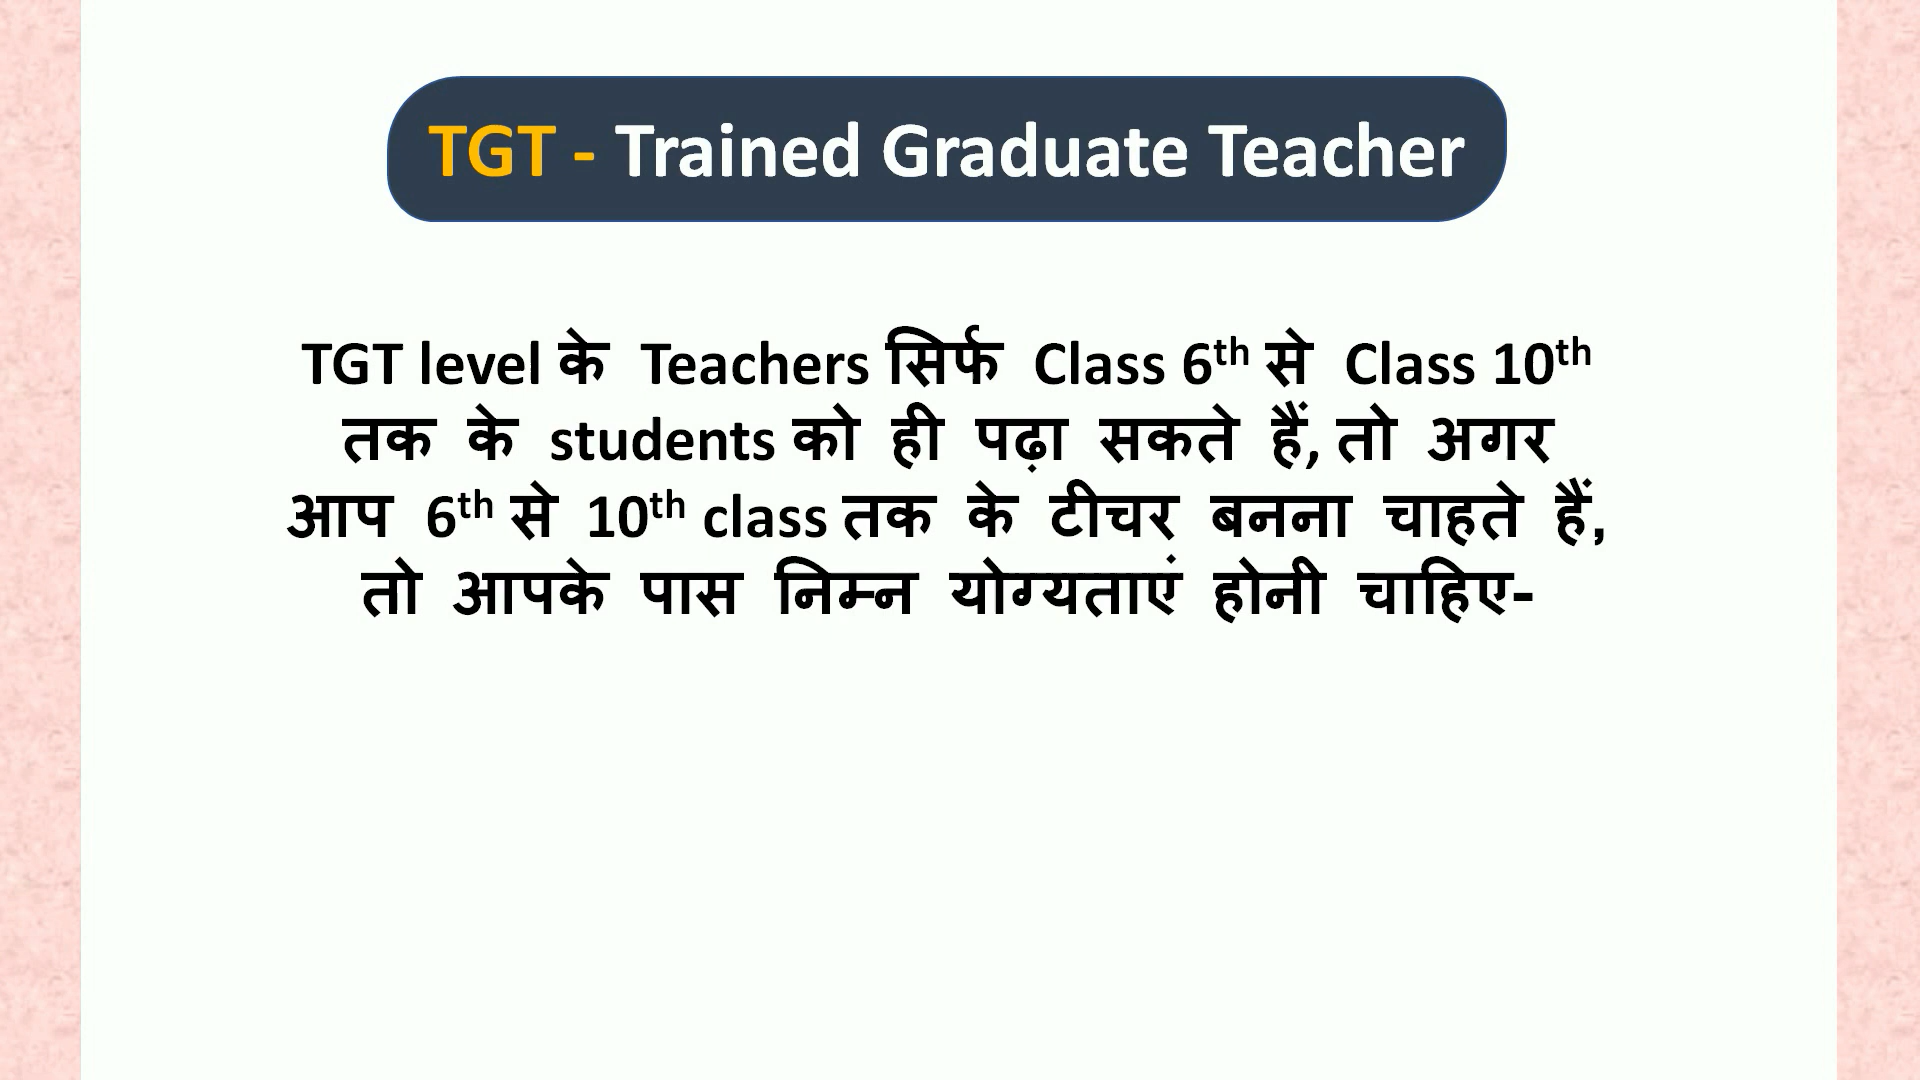 TGT - Trained Graduate Teacher
TGT level के Teachers सिर्फ Class 6th से Class 10th
तक के students को ही पढ़ा सकते हैं, तो अगर
आप 6th से 10th class तक के टीचर बनना चाहते हैं,
तो आपके पास निम्न योग्यताएं होनी चाहिए-